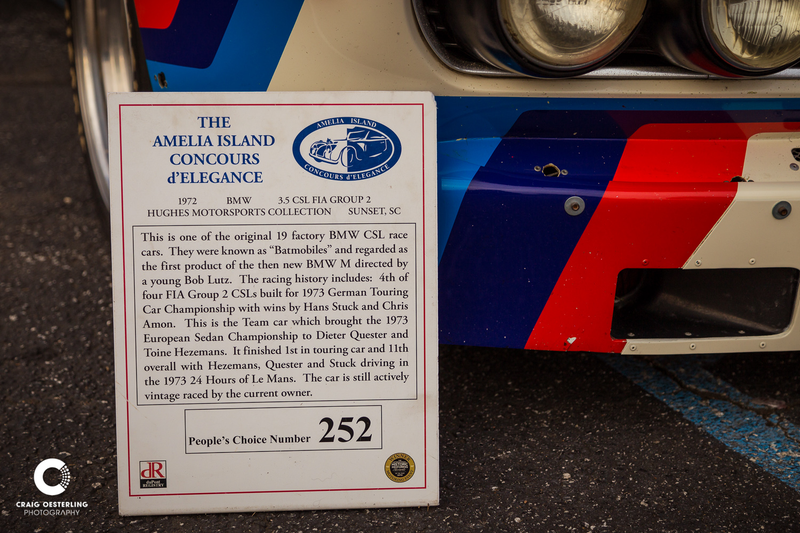 THE
AMELIA ISLAND
CONCOURS
d'ELEGANCE
AMELIA ISLAND
CONCOURS d'ELEGANCE
1972 BMW 3.5 CSL FIA GROUP 2
HUGHES MOTORSPORTS COLLECTION SUNSET, SC
This is one of the original 19 factory BMW CSL race
cars. They were known as “Batmobiles” and regarded as
the first product of the then new BMW M directed by
a young Bob Lutz. The racing history includes: 4th of
four FIA Group 2 CSLs built for 1973 German Touring
Car Championship with wins by Hans Stuck and Chris
Amon. This is the Team car which brought the 1973
European Sedan Championship to Dieter Quester and
Toine Hezemans. It finished 1st in touring car and 11th
overall with Hezemans, Quester and Stuck driving in
the 1973 24 Hours of Le Mans. The car is still actively
vintage raced by the current owner.
People's Choice Number 252
dR
duPont
REGISTRY
CRAIG OESTERLING
PHOTOGRAPHY